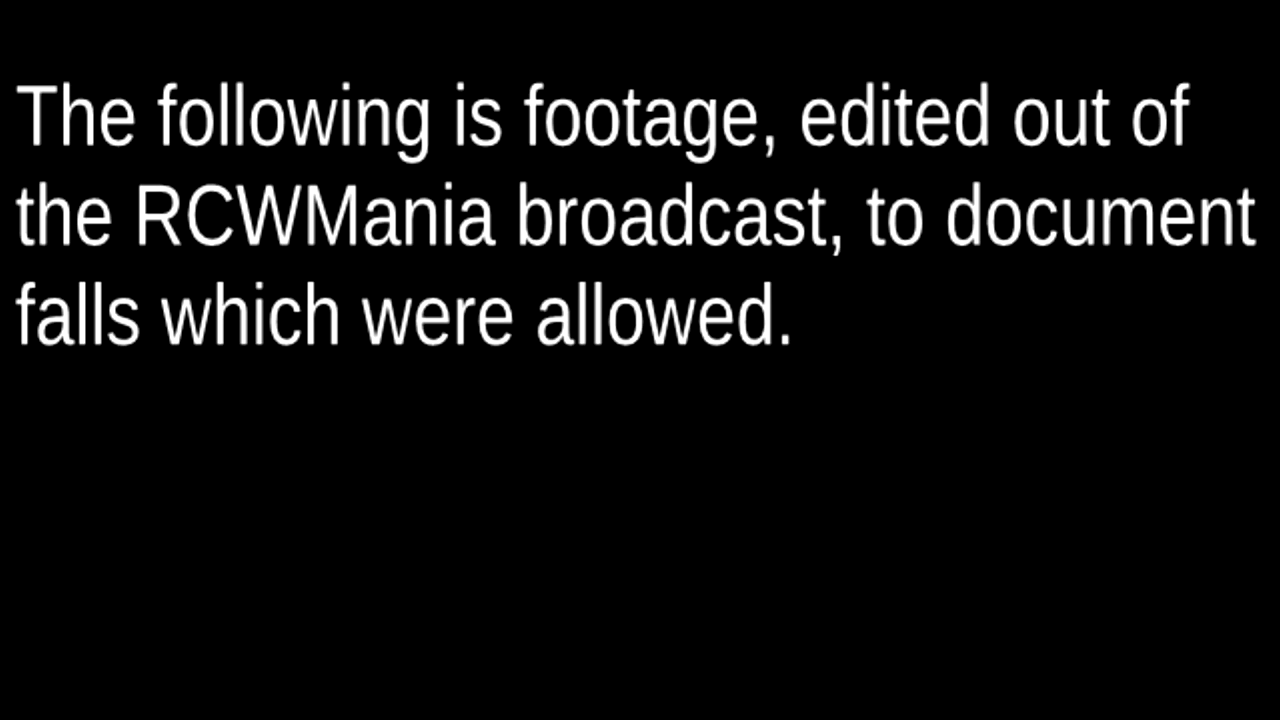 The following is footage, edited out of
the RCWMania broadcast, to document
falls which were allowed.